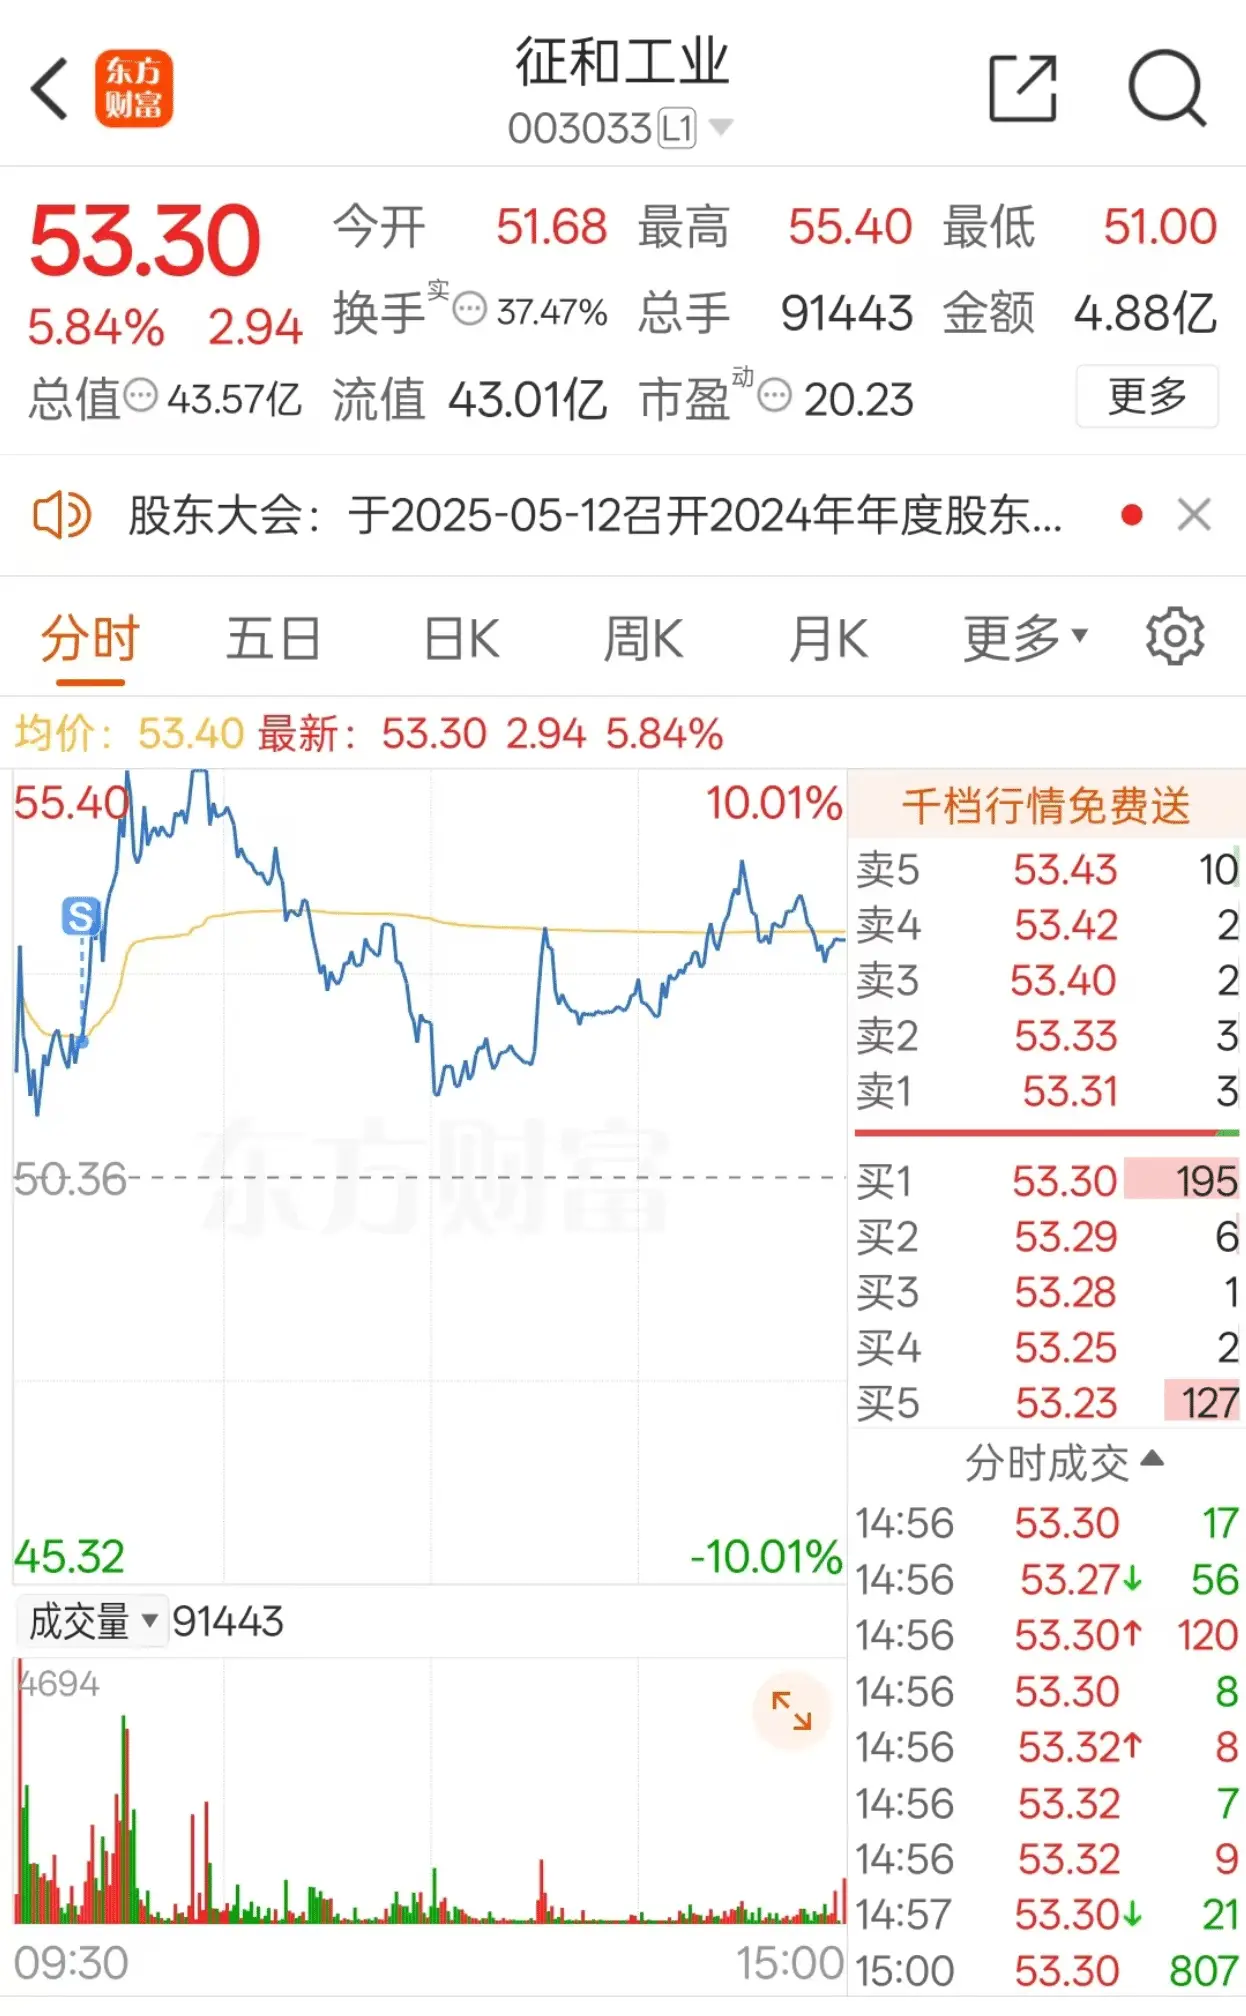 东方财富
征和工业
003033 L1
53.30 今开 51.68 最高 55.40 最低 51.00
5.84% 2.94 换手实 37.47% 总手 91443 金额 4.88亿
总值 43.57亿 流值 43.01亿 市盈动 20.23 更多
股东大会：于2025-05-12召开2024年年度股东...
分时 五日 日K 周K 月K 更多
均价：53.40 最新：53.30 2.94 5.84%
55.40 10.01%
S
50.36
东方财富
45.32 -10.01%
成交量 91443
4694
09:30 15:00
千档行情免费送
卖5 53.43 10
卖4 53.42 2
卖3 53.40 2
卖2 53.33 3
卖1 53.31 3
买1 53.30 195
买2 53.29 6
买3 53.28 1
买4 53.25 2
买5 53.23 127
分时成交
14:56 53.30 17
14:56 53.27↓ 56
14:56 53.30↑ 120
14:56 53.30 8
14:56 53.32↑ 8
14:56 53.32 7
14:56 53.32 9
14:57 53.30↓ 21
15:00 53.30 807